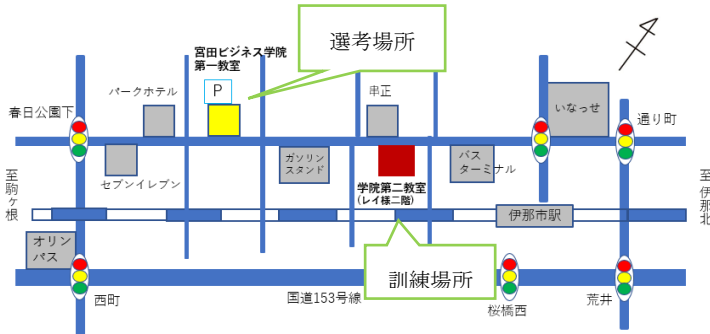 選考場所
宮田ビジネス学院
第一教室
P
パークホテル
串正
いなっせ
春日公園下
通り町
セブンイレブン
ガソリン
スタンド
学院第二教室
(レイ様二階)
バス
ターミナル
至駒ヶ根
至伊那北
伊那市駅
オリン
パス
訓練場所
西町
国道153号線
桜橋西
荒井